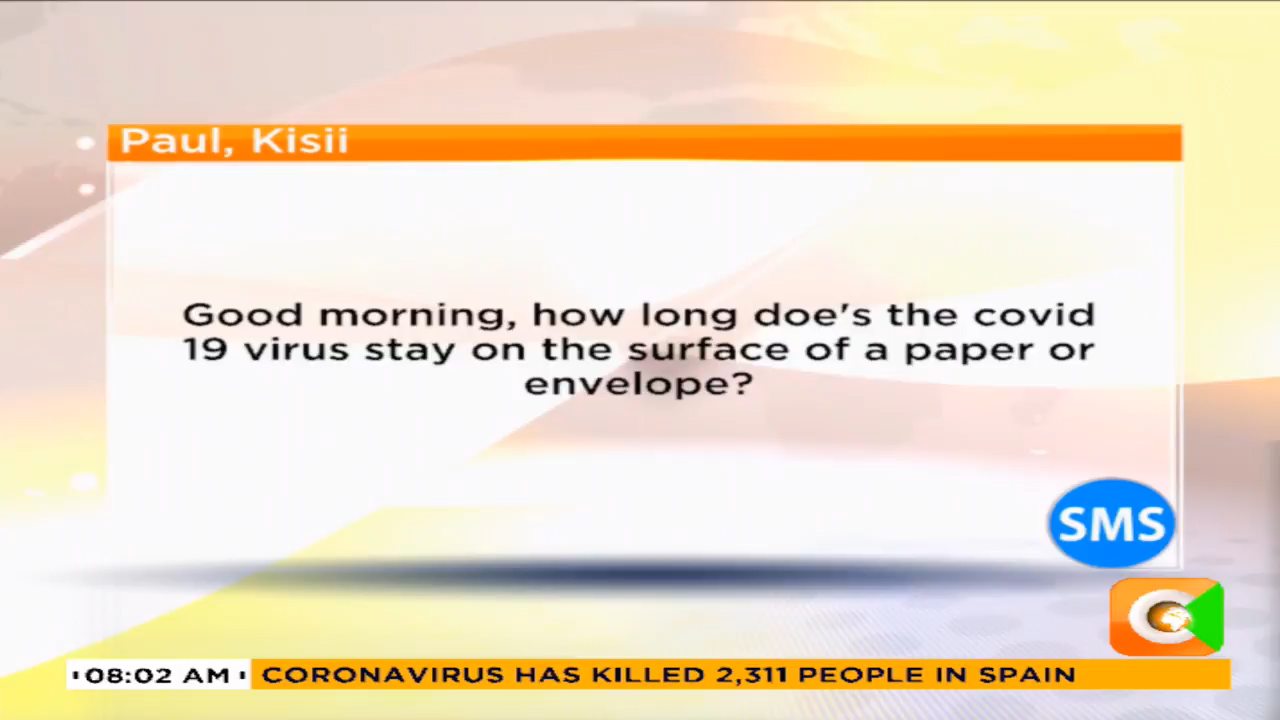 Paul, Kisii
Good morning, how long doe's the covid
19 virus stay on the surface of a paper or
envelope?
SMS
08:02 AM
CORONAVIRUS HAS KILLED 2,311 PEOPLE IN SPAIN